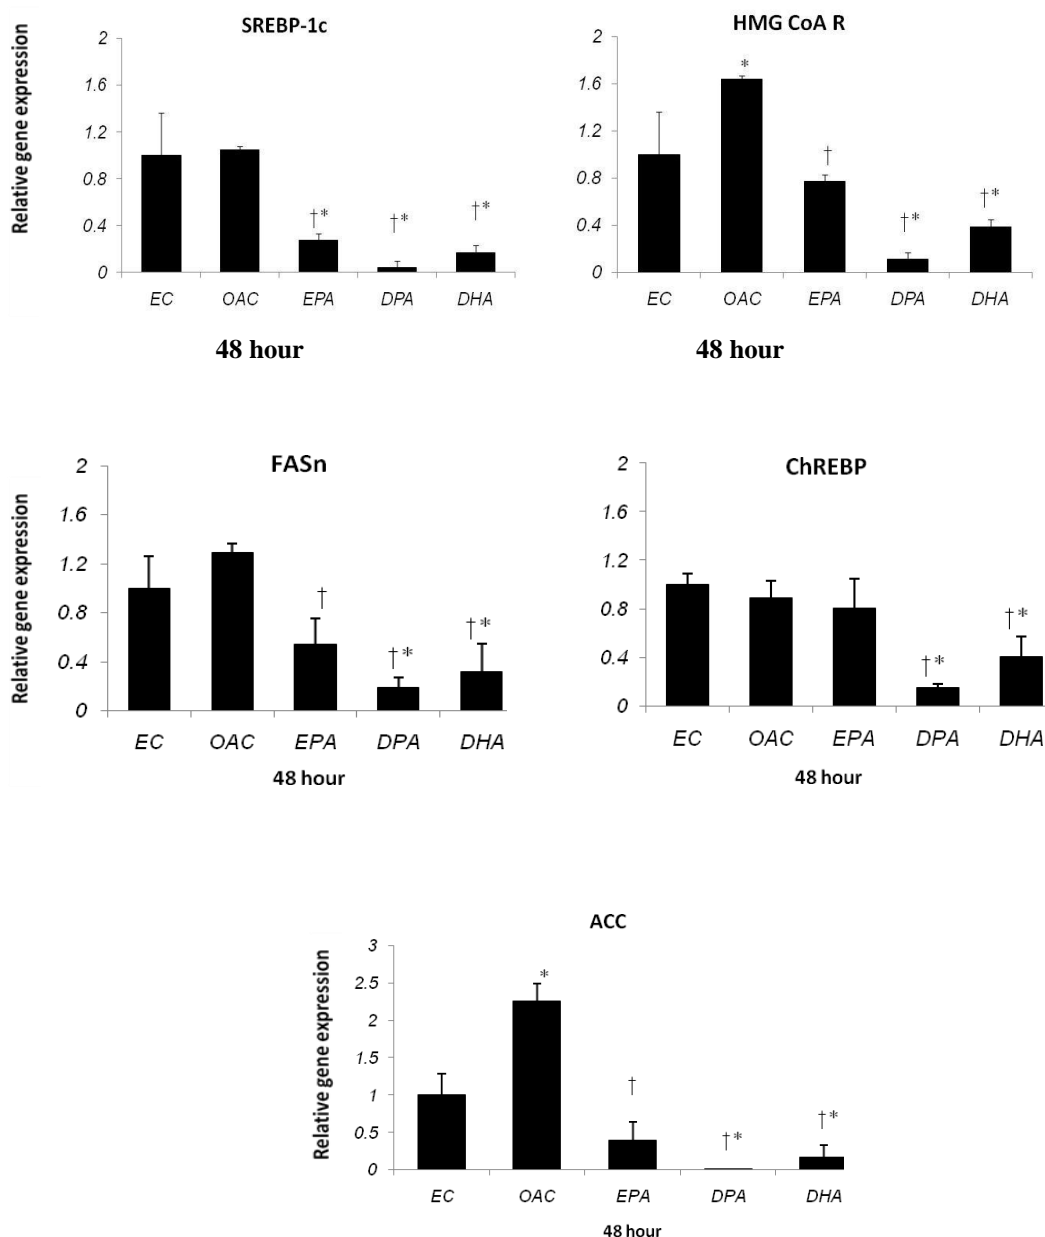 SREBP-1c
Relative gene expression
2
1.6
1.2
0.8
0.4
0
†*
†*
†*
EC OAC EPA DPA DHA
48 hour
HMG CoA R
2
1.6
1.2
0.8
0.4
0
*
†
†*
†*
EC OAC EPA DPA DHA
48 hour
FASn
Relative gene expression
2
1.6
1.2
0.8
0.4
0
†
†*
†*
EC OAC EPA DPA DHA
48 hour
ChREBP
2
1.6
1.2
0.8
0.4
0
†*
†*
EC OAC EPA DPA DHA
48 hour
ACC
Relative gene expression
3
2.5
2
1.5
1
0.5
0
*
†
†*
†*
EC OAC EPA DPA DHA
48 hour